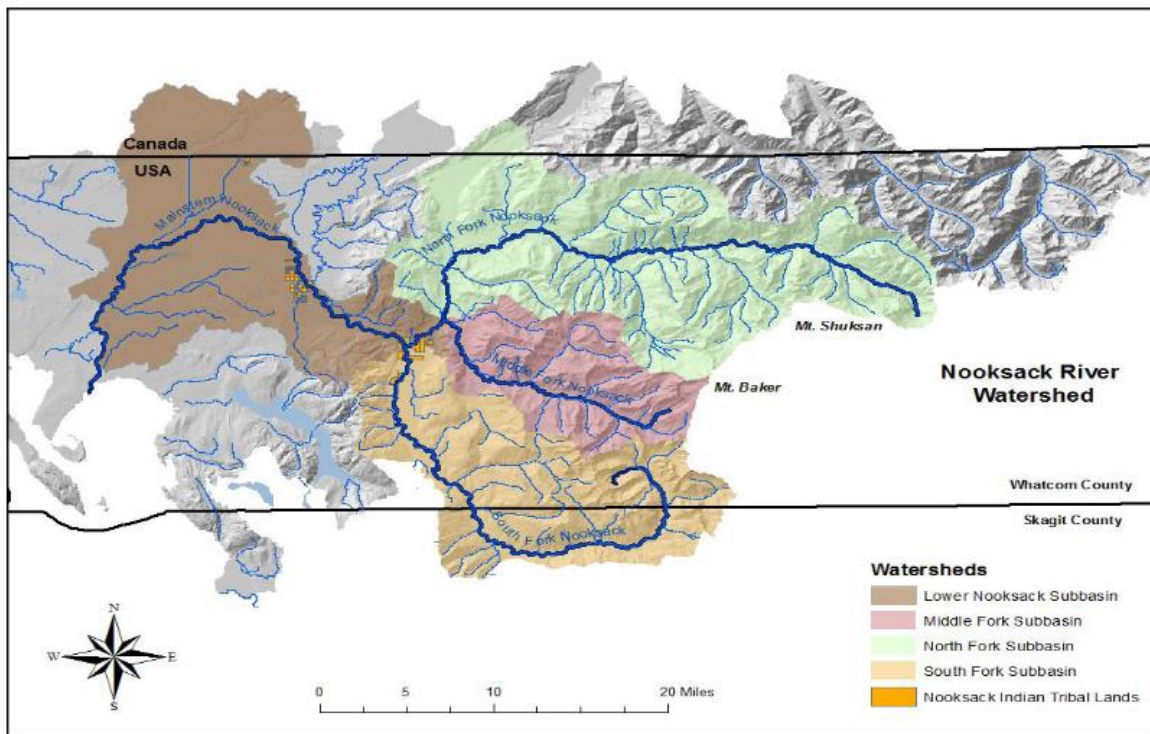 Canada
USA
Mainstem Nooksack
North Fork Nooksack
Mt. Shuksan
Middle Fork Nooksack
Mt. Baker
Nooksack River
Watershed
Whatcom County
Skagit County
South Fork Nooksack
Watersheds
Lower Nooksack Subbasin
Middle Fork Subbasin
North Fork Subbasin
South Fork Subbasin
Nooksack Indian Tribal Lands
N
W E
S
0 5 10 20 Miles